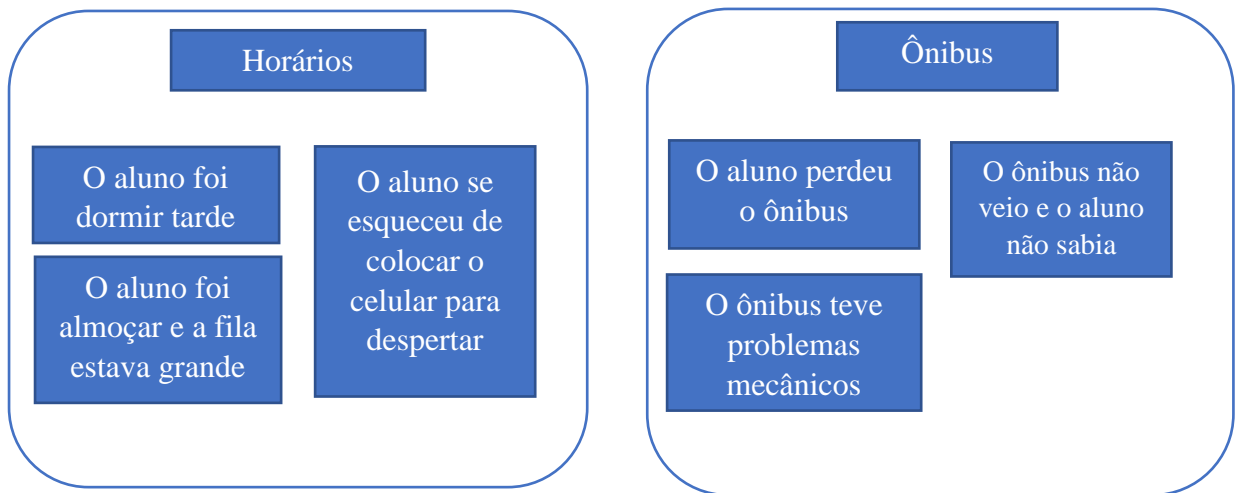 Horários
O aluno foi
dormir tarde
O aluno foi
almoçar e a fila
estava grande
O aluno se
esqueceu de
colocar o
celular para
despertar
Ônibus
O aluno perdeu
o ônibus
O ônibus não
veio e o aluno
não sabia
O ônibus teve
problemas
mecânicos